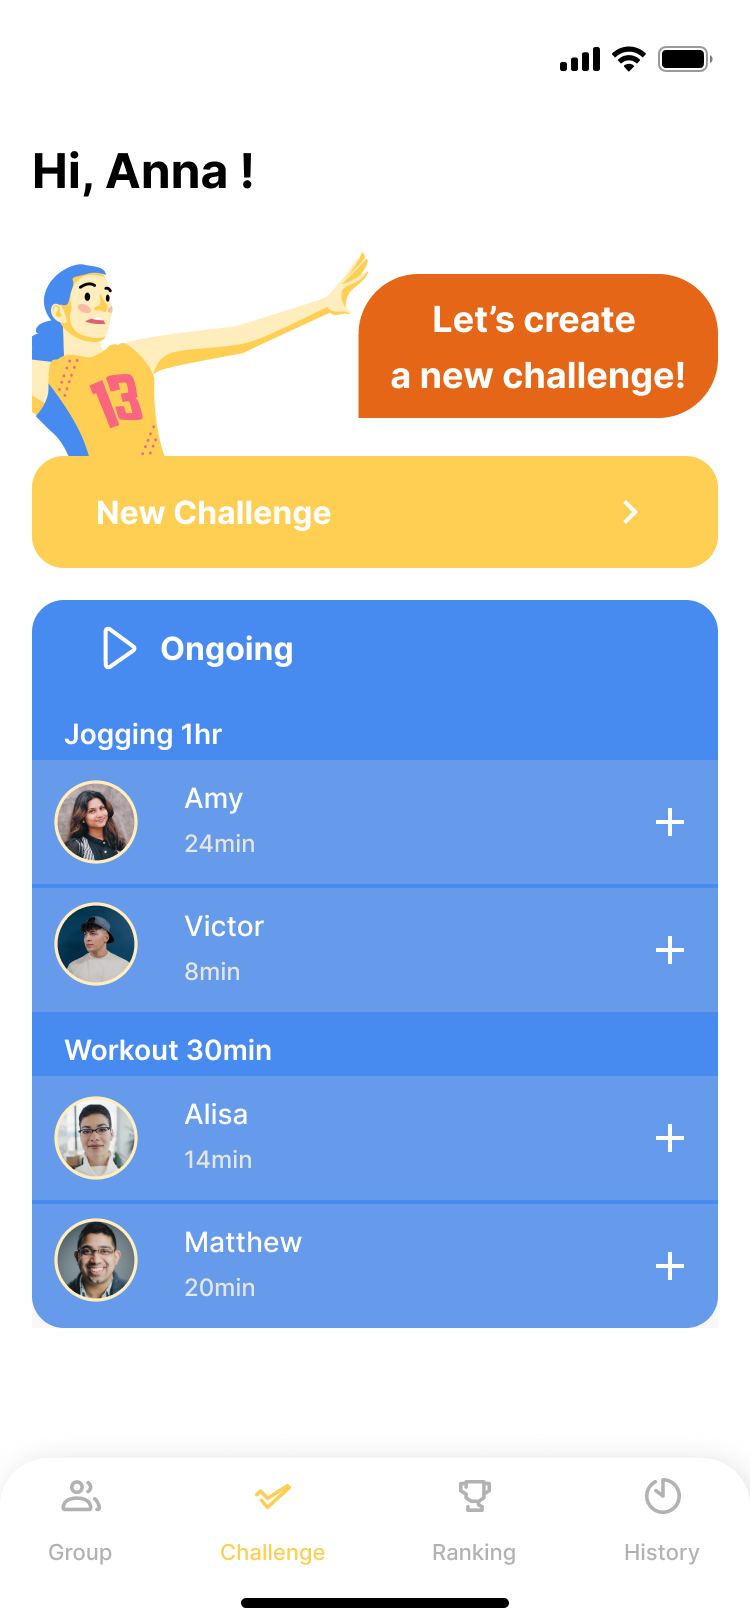 Hi, Anna !
Let’s create
a new challenge!
13
New Challenge
Ongoing
Jogging 1hr
Amy
24min
Victor
8min
Workout 30min
Alisa
14min
Matthew
20min
Group
Challenge
Ranking
History